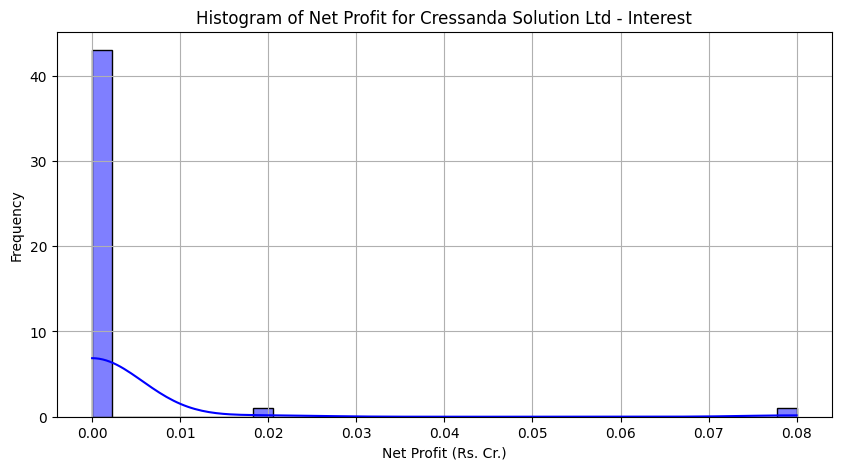 Histogram of Net Profit for Cressanda Solution Ltd - Interest
40
30
20
10
0
Frequency
0.00 0.01 0.02 0.03 0.04 0.05 0.06 0.07 0.08
Net Profit (Rs. Cr.)